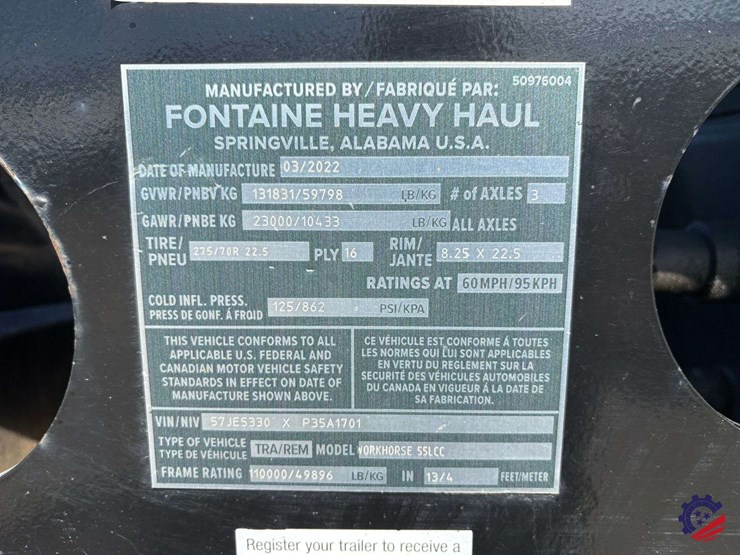 50976004
MANUFACTURED BY/FABRIQUÉ PAR:
FONTAINE HEAVY HAUL
SPRINGVILLE, ALABAMA U.S.A.
DATE OF MANUFACTURE 03/2022
GVWR/PNBV KG 131831/59798 LB/KG # of AXLES 3
GAWR/PNBE KG 23000/10433 LB/KG ALL AXLES
TIRE/ PNEU 275/70R 22.5 PLY 16 RIM/ JANTE 8.25 X 22.5
RATINGS AT 60 MPH/95 KPH
COLD INFL. PRESS.
PRESS DE GONF. Á FROID 125/862 PSI/KPA
THIS VEHICLE CONFORMS TO ALL
APPLICABLE U.S. FEDERAL AND
CANADIAN MOTOR VEHICLE SAFETY
STANDARDS IN EFFECT ON DATE OF
MANUFACTURE SHOWN ABOVE.
CE VÉHICULE EST CONFORME Á TOUTES
LES NORMES QUI LUI SONT APPLICABLES
EN VERTU DU REGLEMENT SUR LA
SECURITÉ DES VÉHICULES AUTOMOBILES
DU CANADA EN VIGUEUR Á LA DATE DE
SA FABRICATION.
VIN/NIV 57JE5330 X P35A1701
TYPE OF VEHICLE
TYPE DE VÉHICULE TRA/REM MODEL WORKHORSE 55LCC
FRAME RATING 110000/49896 LB/KG IN 13/4 FEET/METER
Register your trailer to receive a